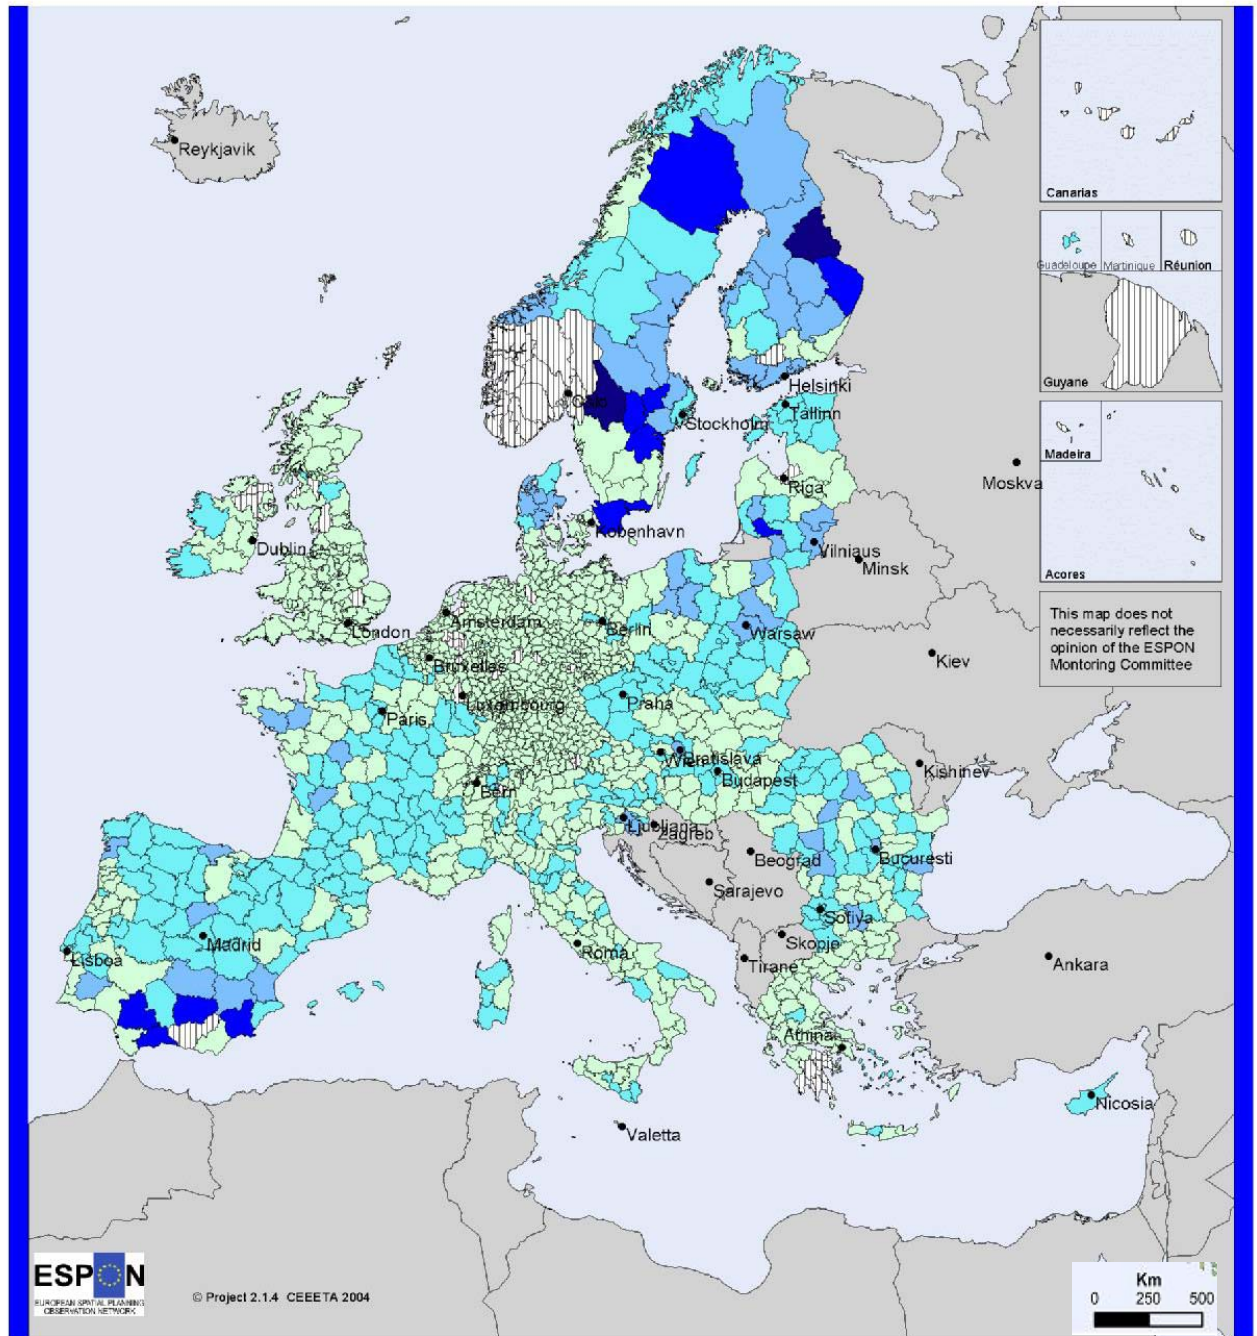 Canarias
Reykjavik
Guadeloupe
Martinique
Réunion
Guyane
Helsinki
Oslo
Tallinn
Stockholm
Madeira
Moskva
Riga
Kobenhavn
Dublin
Vilniaus
Minsk
Acores
This map does not
necessarily reflect the
opinion of the ESPON
Montoring Committee
Amsterdam
London
Berlin
Warsaw
Kiev
Bruxelles
Luxembourg
Praha
Paris
Wien
Bratislava
Kishinev
Budapest
Bern
Ljubljana
Zagreb
Beograd
Bucuresti
Sarajevo
Sofiya
Madrid
Skopje
Roma
Lisboa
Tirane
Ankara
Athinai
Nicosia
Valetta
ESPON
EUROPEAN SPATIAL PLANNING
OBSERVATION NETWORK
© Project 2.1.4 CEEETA 2004
Km
0 250 500